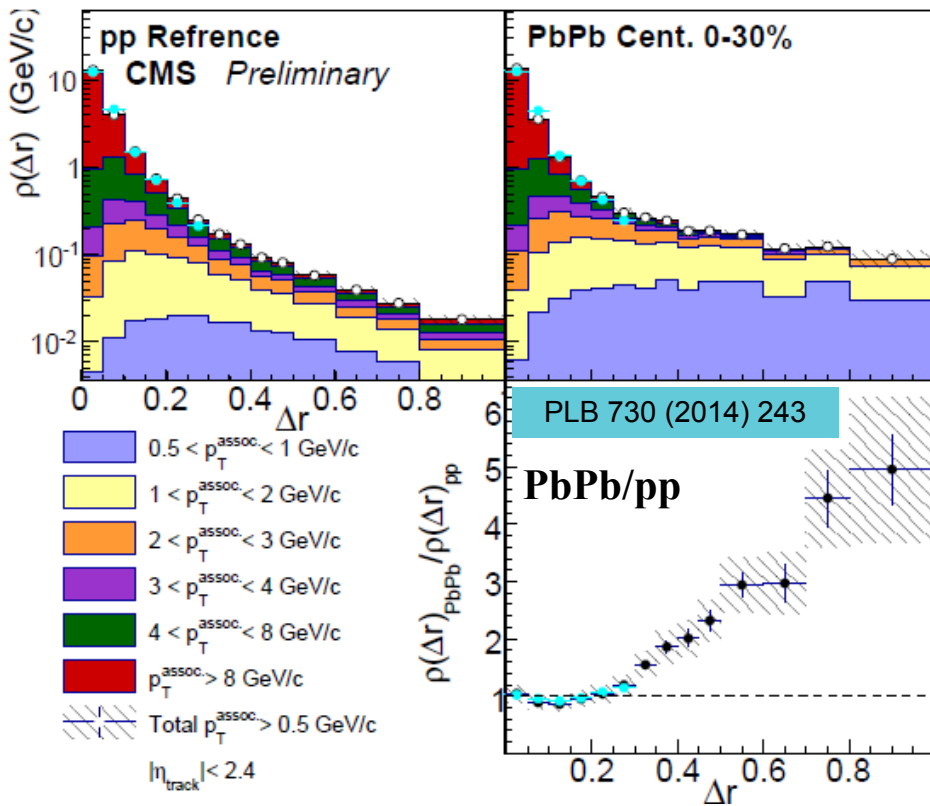 pp Refrence
CMS Preliminary
PbPb Cent. 0-30%
ρ(Δr) (GeV/c)
10
1
10⁻¹
10⁻²
0 0.2 0.4 0.6 0.8
Δr
0.5 < p_T^assoc. < 1 GeV/c
1 < p_T^assoc. < 2 GeV/c
2 < p_T^assoc. < 3 GeV/c
3 < p_T^assoc. < 4 GeV/c
4 < p_T^assoc. < 8 GeV/c
p_T^assoc. > 8 GeV/c
Total p_T^assoc. > 0.5 GeV/c
|η_track| < 2.4
PLB 730 (2014) 243
PbPb/pp
ρ(Δr)_PbPb/ρ(Δr)_pp
6
5
4
3
2
1
0.2 0.4 0.6 0.8
Δr